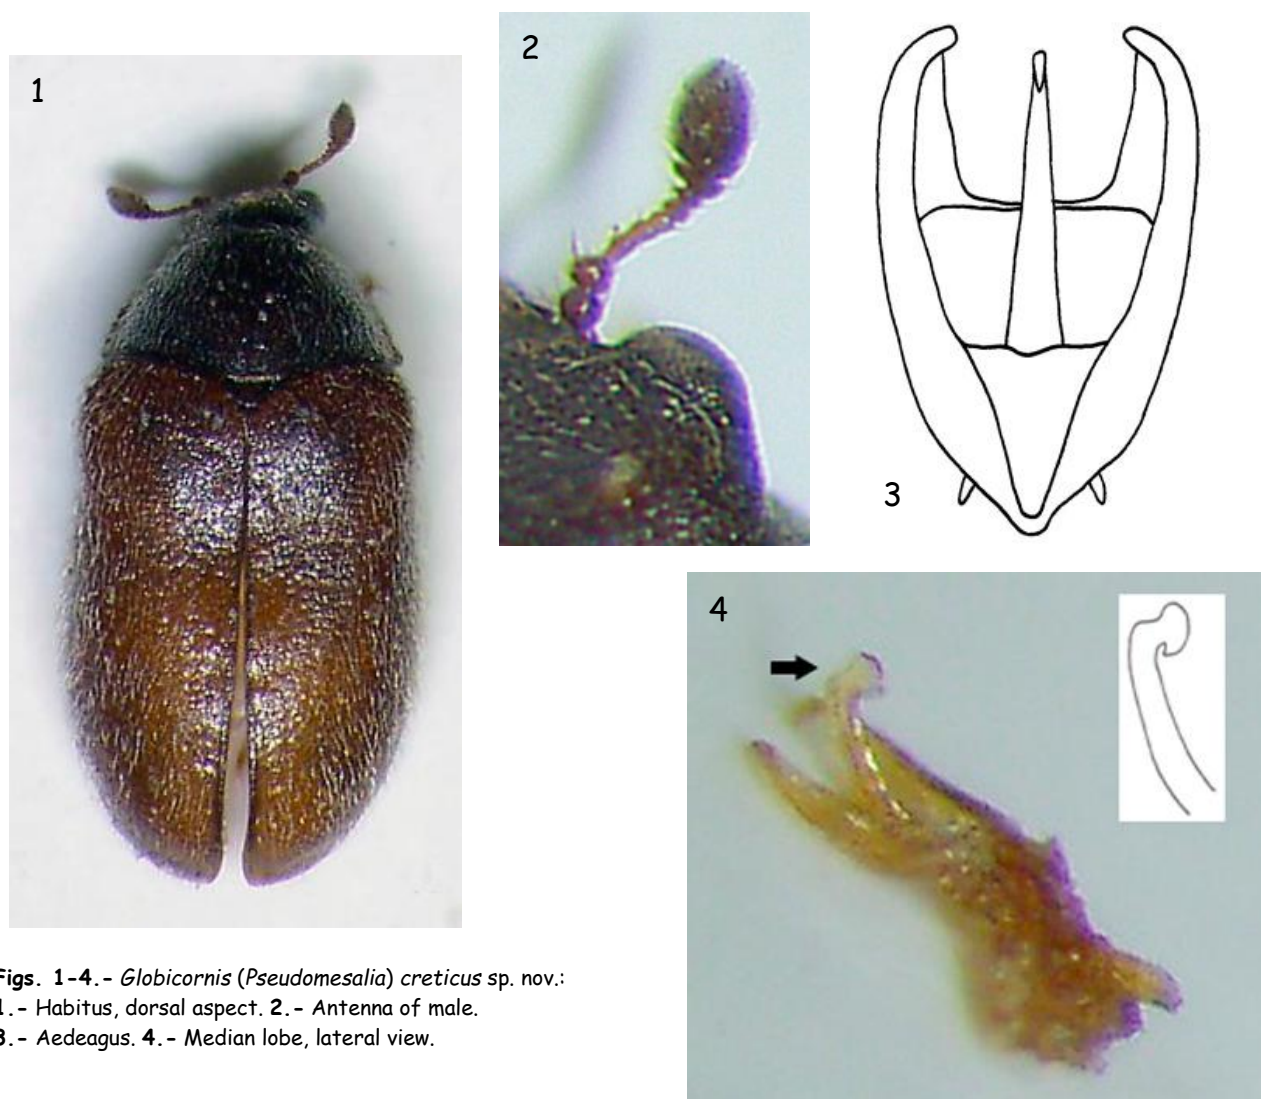 1
2
3
4
Figs. 1-4.- Globicornis (Pseudomesalia) creticus sp. nov.:
1.- Habitus, dorsal aspect. 2.- Antenna of male.
3.- Aedeagus. 4.- Median lobe, lateral view.